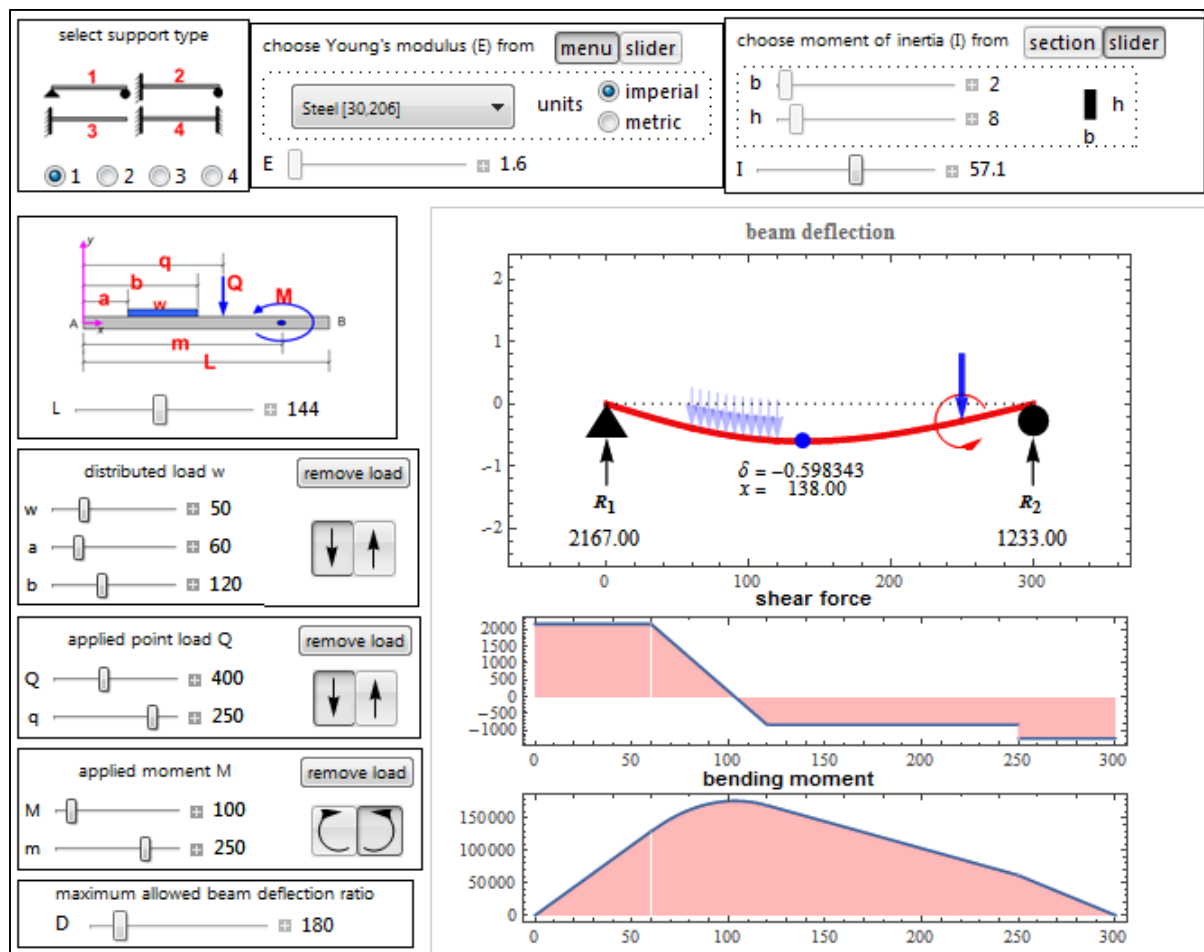 select support type
1 2
3 4
1 2 3 4
choose Young's modulus (E) from menu slider
Steel [30,206] units imperial
metric
E 1.6
choose moment of inertia (I) from section slider
b 2
h 8
h
b
I 57.1
y
q
b Q
a w M
A x B
m
L
L 144
distributed load w remove load
w 50
a 60
b 120
applied point load Q remove load
Q 400
q 250
applied moment M remove load
M 100
m 250
maximum allowed beam deflection ratio
D 180
beam deflection
2
1
0
-1
-2
δ = -0.598343
x = 138.00
R1 R2
2167.00 1233.00
0 100 200 300
shear force
2000
1500
1000
500
0
-500
-1000
0 50 100 150 200 250 300
bending moment
150000
100000
50000
0
0 50 100 150 200 250 300